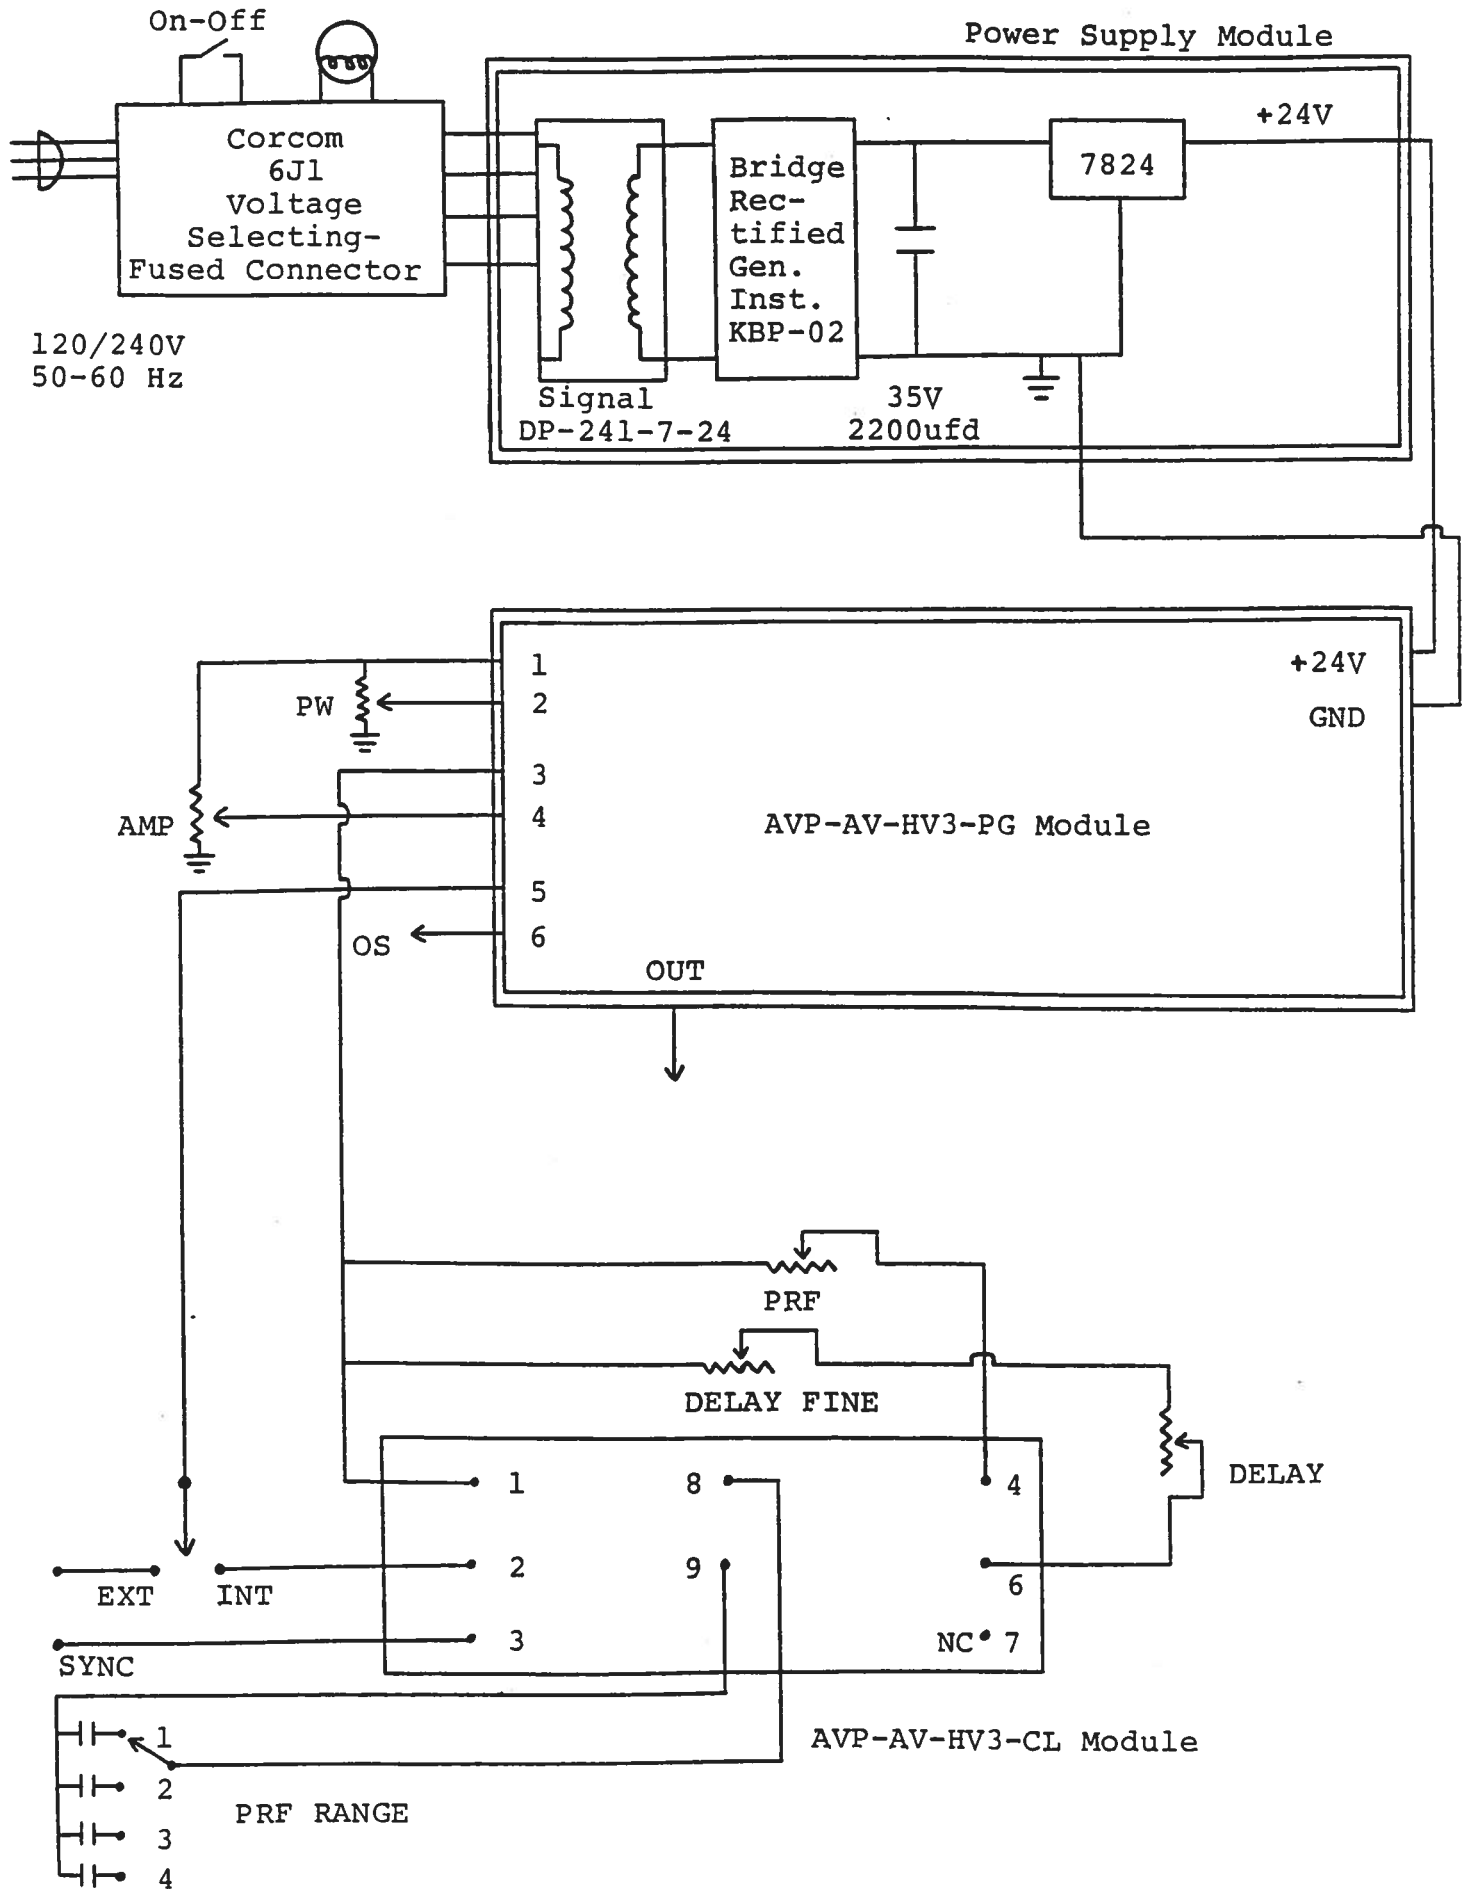 On-Off
Power Supply Module
Corcom
6J1
Voltage
Selecting-
Fused Connector
120/240V
50-60 Hz
Signal
DP-241-7-24
Bridge
Rec-
tified
Gen.
Inst.
KBP-02
35V
2200ufd
7824
+24V
1
PW
2
3
AMP
4
5
OS
6
OUT
AVP-AV-HV3-PG Module
+24V
GND
PRF
DELAY FINE
DELAY
1
8
4
2
9
6
EXT
INT
3
NC
7
SYNC
AVP-AV-HV3-CL Module
1
2
3
4
PRF RANGE